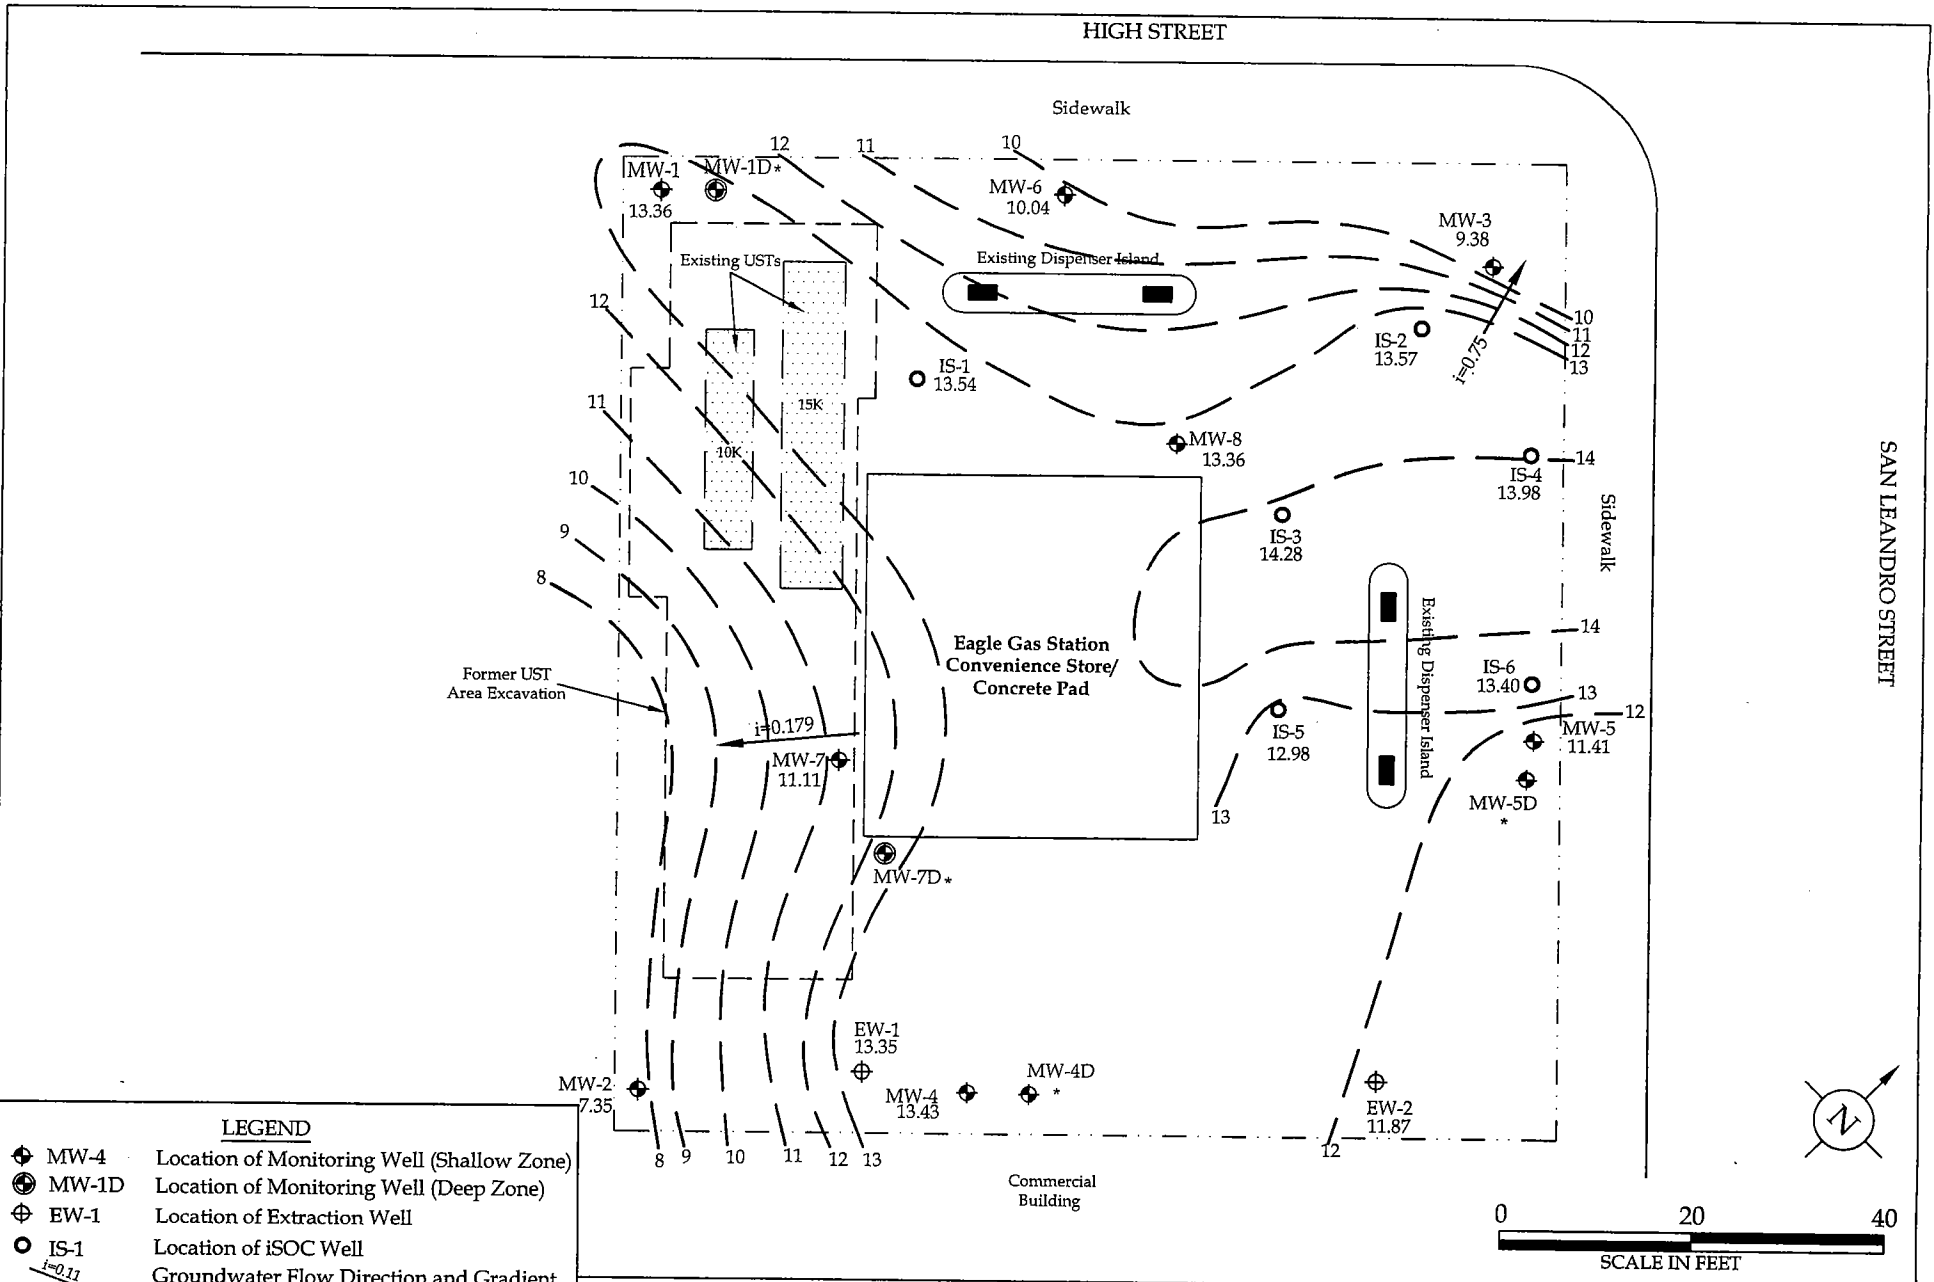 HIGH STREET
Sidewalk
12
11
10
MW-1
MW-1D*
13.36
MW-6
10.04
MW-3
9.38
Existing USTs
Existing Dispenser Island
12
10
11
12
13
i=0.75
IS-2
13.57
IS-1
13.54
11
15K
10K
MW-8
13.36
14
IS-4
13.98
10
9
8
IS-3
14.28
Sidewalk
SAN LEANDRO STREET
Eagle Gas Station
Convenience Store/
Concrete Pad
Existing Dispenser Island
14
Former UST
Area Excavation
IS-6
13.40
13
12
i=0.179
IS-5
12.98
MW-5
11.41
MW-7
11.11
MW-5D
*
13
MW-7D*
EW-1
13.35
MW-4D
*
MW-2
7.35
MW-4
13.43
EW-2
11.87
8
9
10
11
12
13
12
Commercial
Building
N
LEGEND
MW-4 Location of Monitoring Well (Shallow Zone)
MW-1D Location of Monitoring Well (Deep Zone)
EW-1 Location of Extraction Well
IS-1 Location of iSOC Well
i=0.11 Groundwater Flow Direction and Gradient
0 20 40
SCALE IN FEET